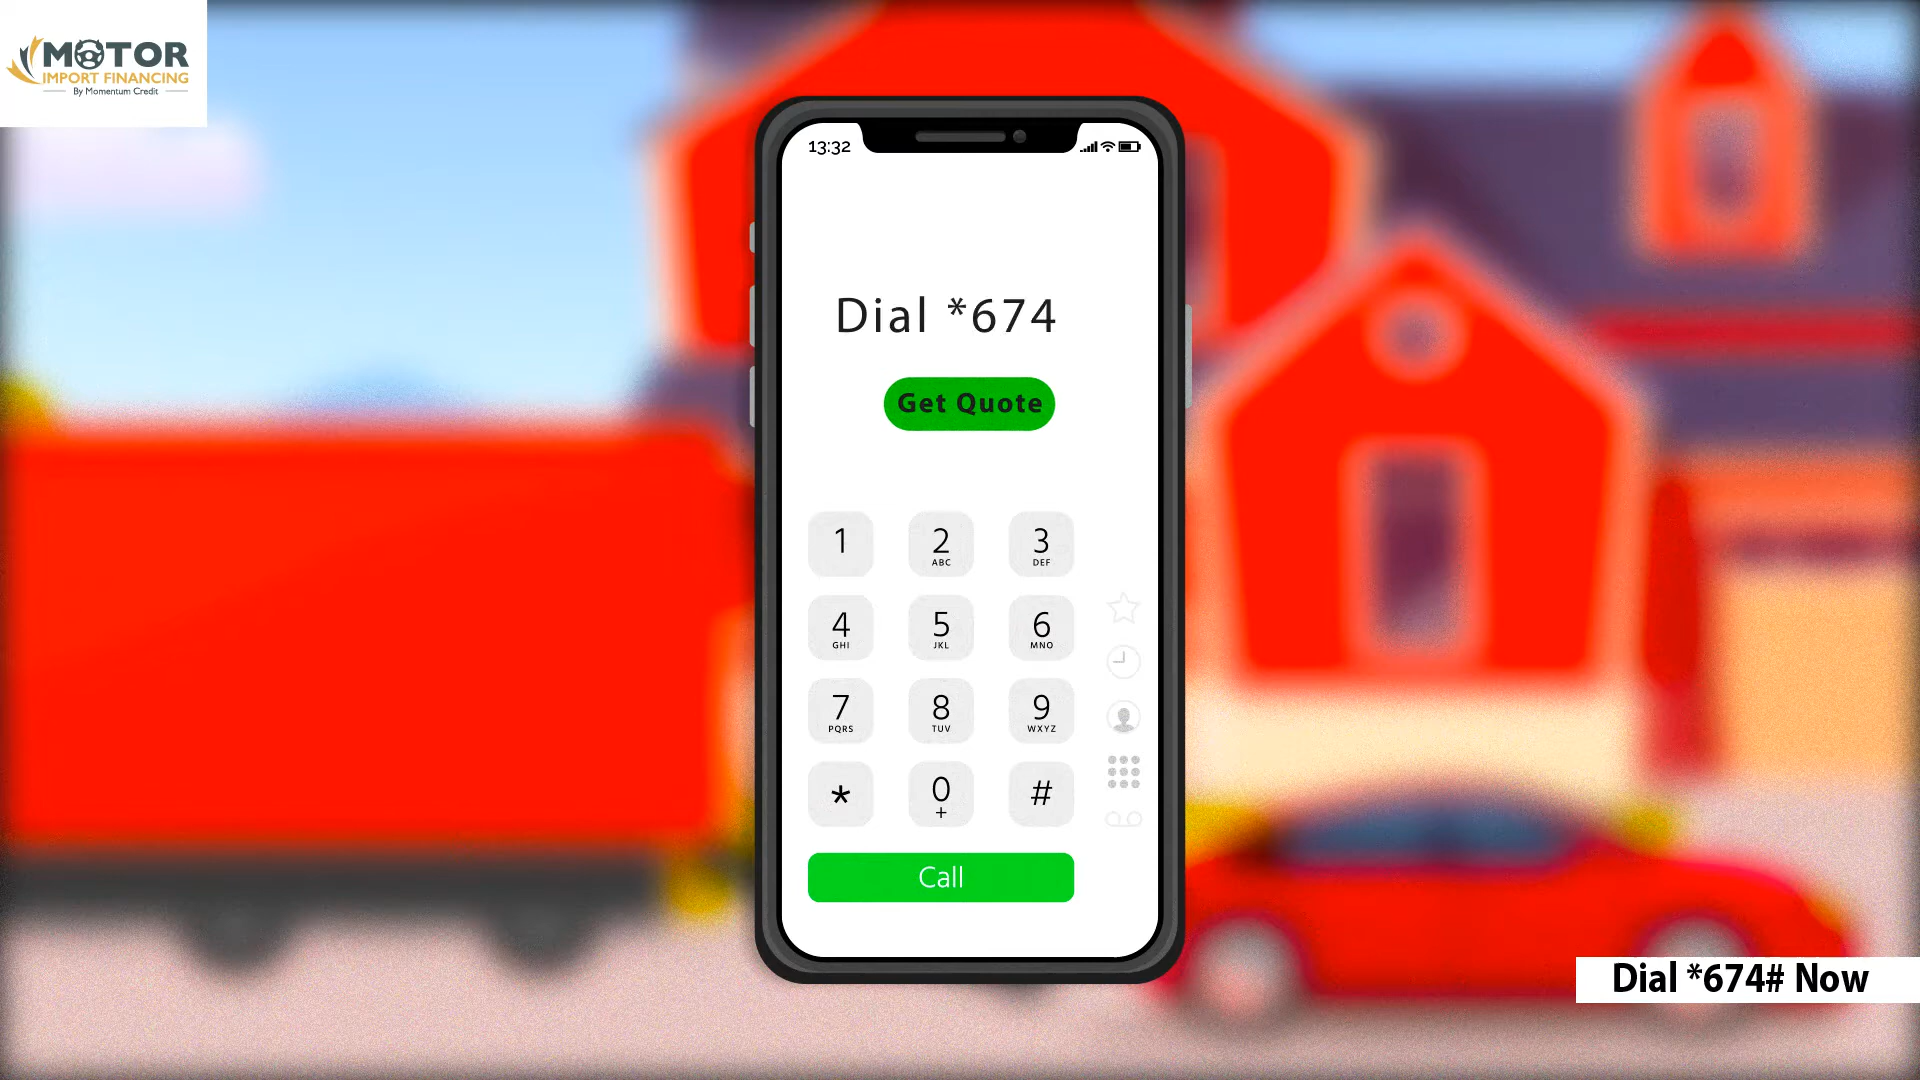 MOTOR
IMPORT FINANCING
By Momentum Credit
13:32
Dial *674
Get Quote
1 2 3
ABC DEF
4 5 6
GHI JKL MNO
7 8 9
PQRS TUV WXYZ
* 0 #
+
Call
Dial *674# Now